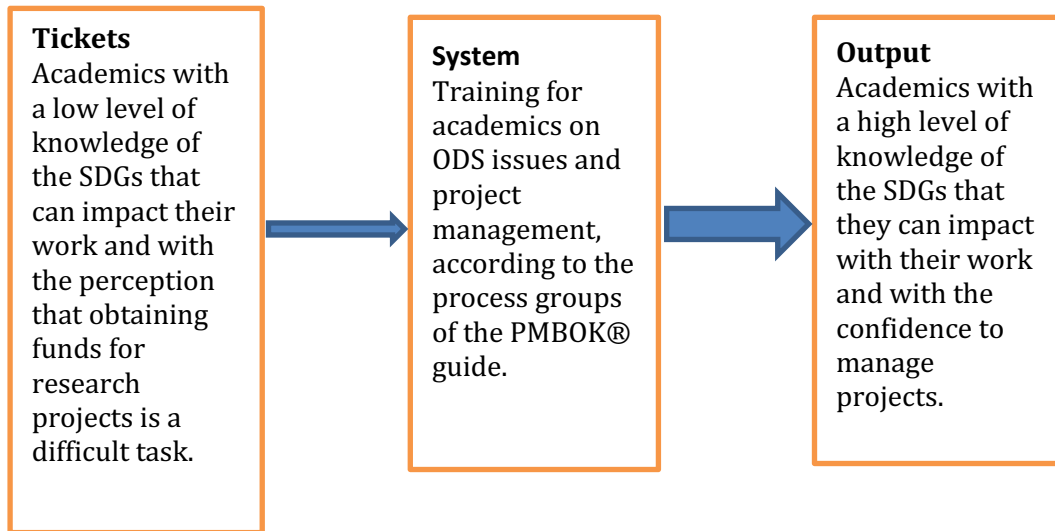 Tickets
Academics with
a low level of
knowledge of
the SDGs that
can impact their
work and with
the perception
that obtaining
funds for
research
projects is a
difficult task.
System
Training for
academics on
ODS issues and
project
management,
according to the
process groups
of the PMBOK®
guide.
Output
Academics with
a high level of
knowledge of
the SDGs that
they can impact
with their work
and with the
confidence to
manage
projects.